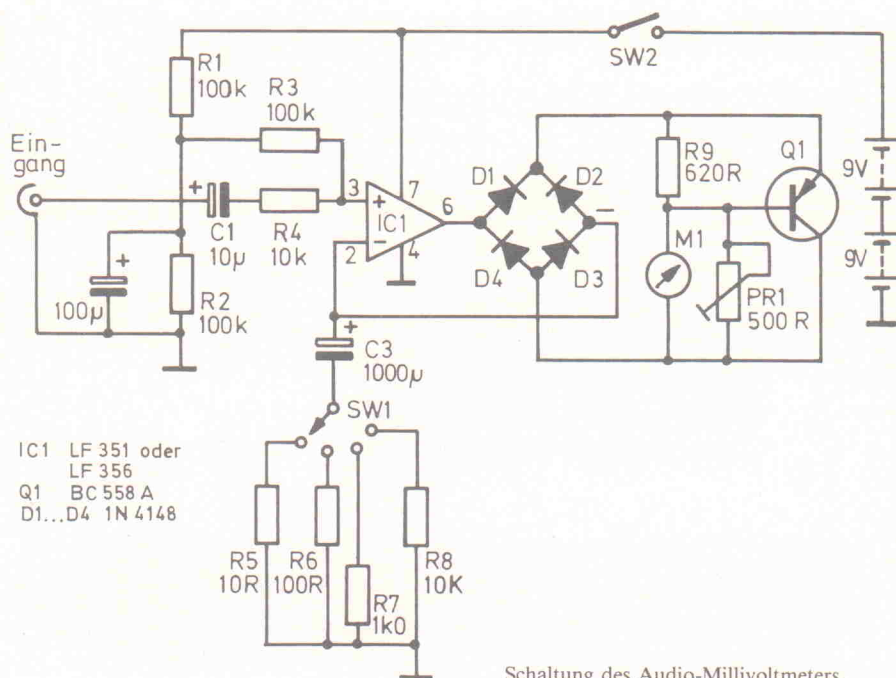 SW2
R1
100k
R3
100k
Ein-
gang
+
C1
10µ
R4
10k
3
+
7
IC1
6
2
−
4
D1
D2
−
D4
D3
R9
620R
Q1
9V
M1
9V
PR1
500R
+
100µ
R2
100k
+
C3
1000µ
SW1
IC1 LF 351 oder
LF 356
Q1 BC 558 A
D1...D4 1N 4148
R5
10R
R6
100R
R7
1k0
R8
10K
Schaltung des Audio-Millivoltmeters